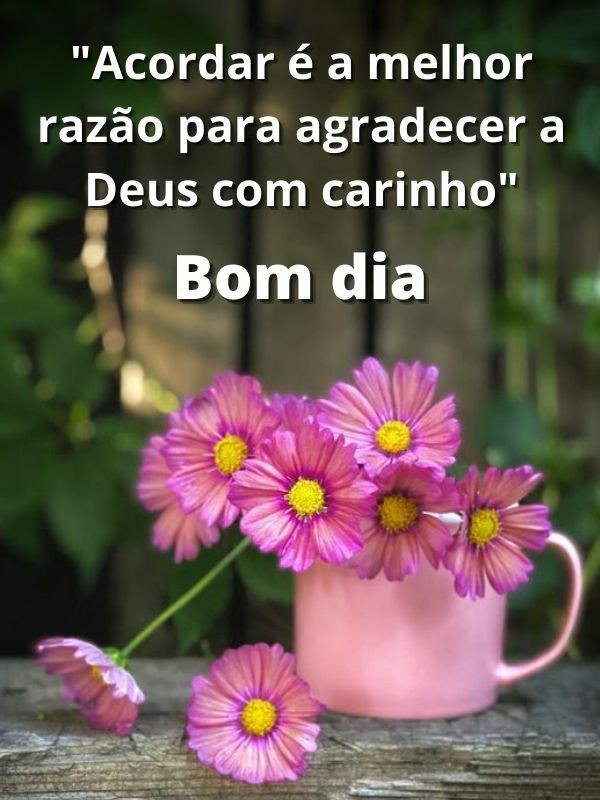 "Acordar é a melhor
razão para agradecer a
Deus com carinho"
Bom dia